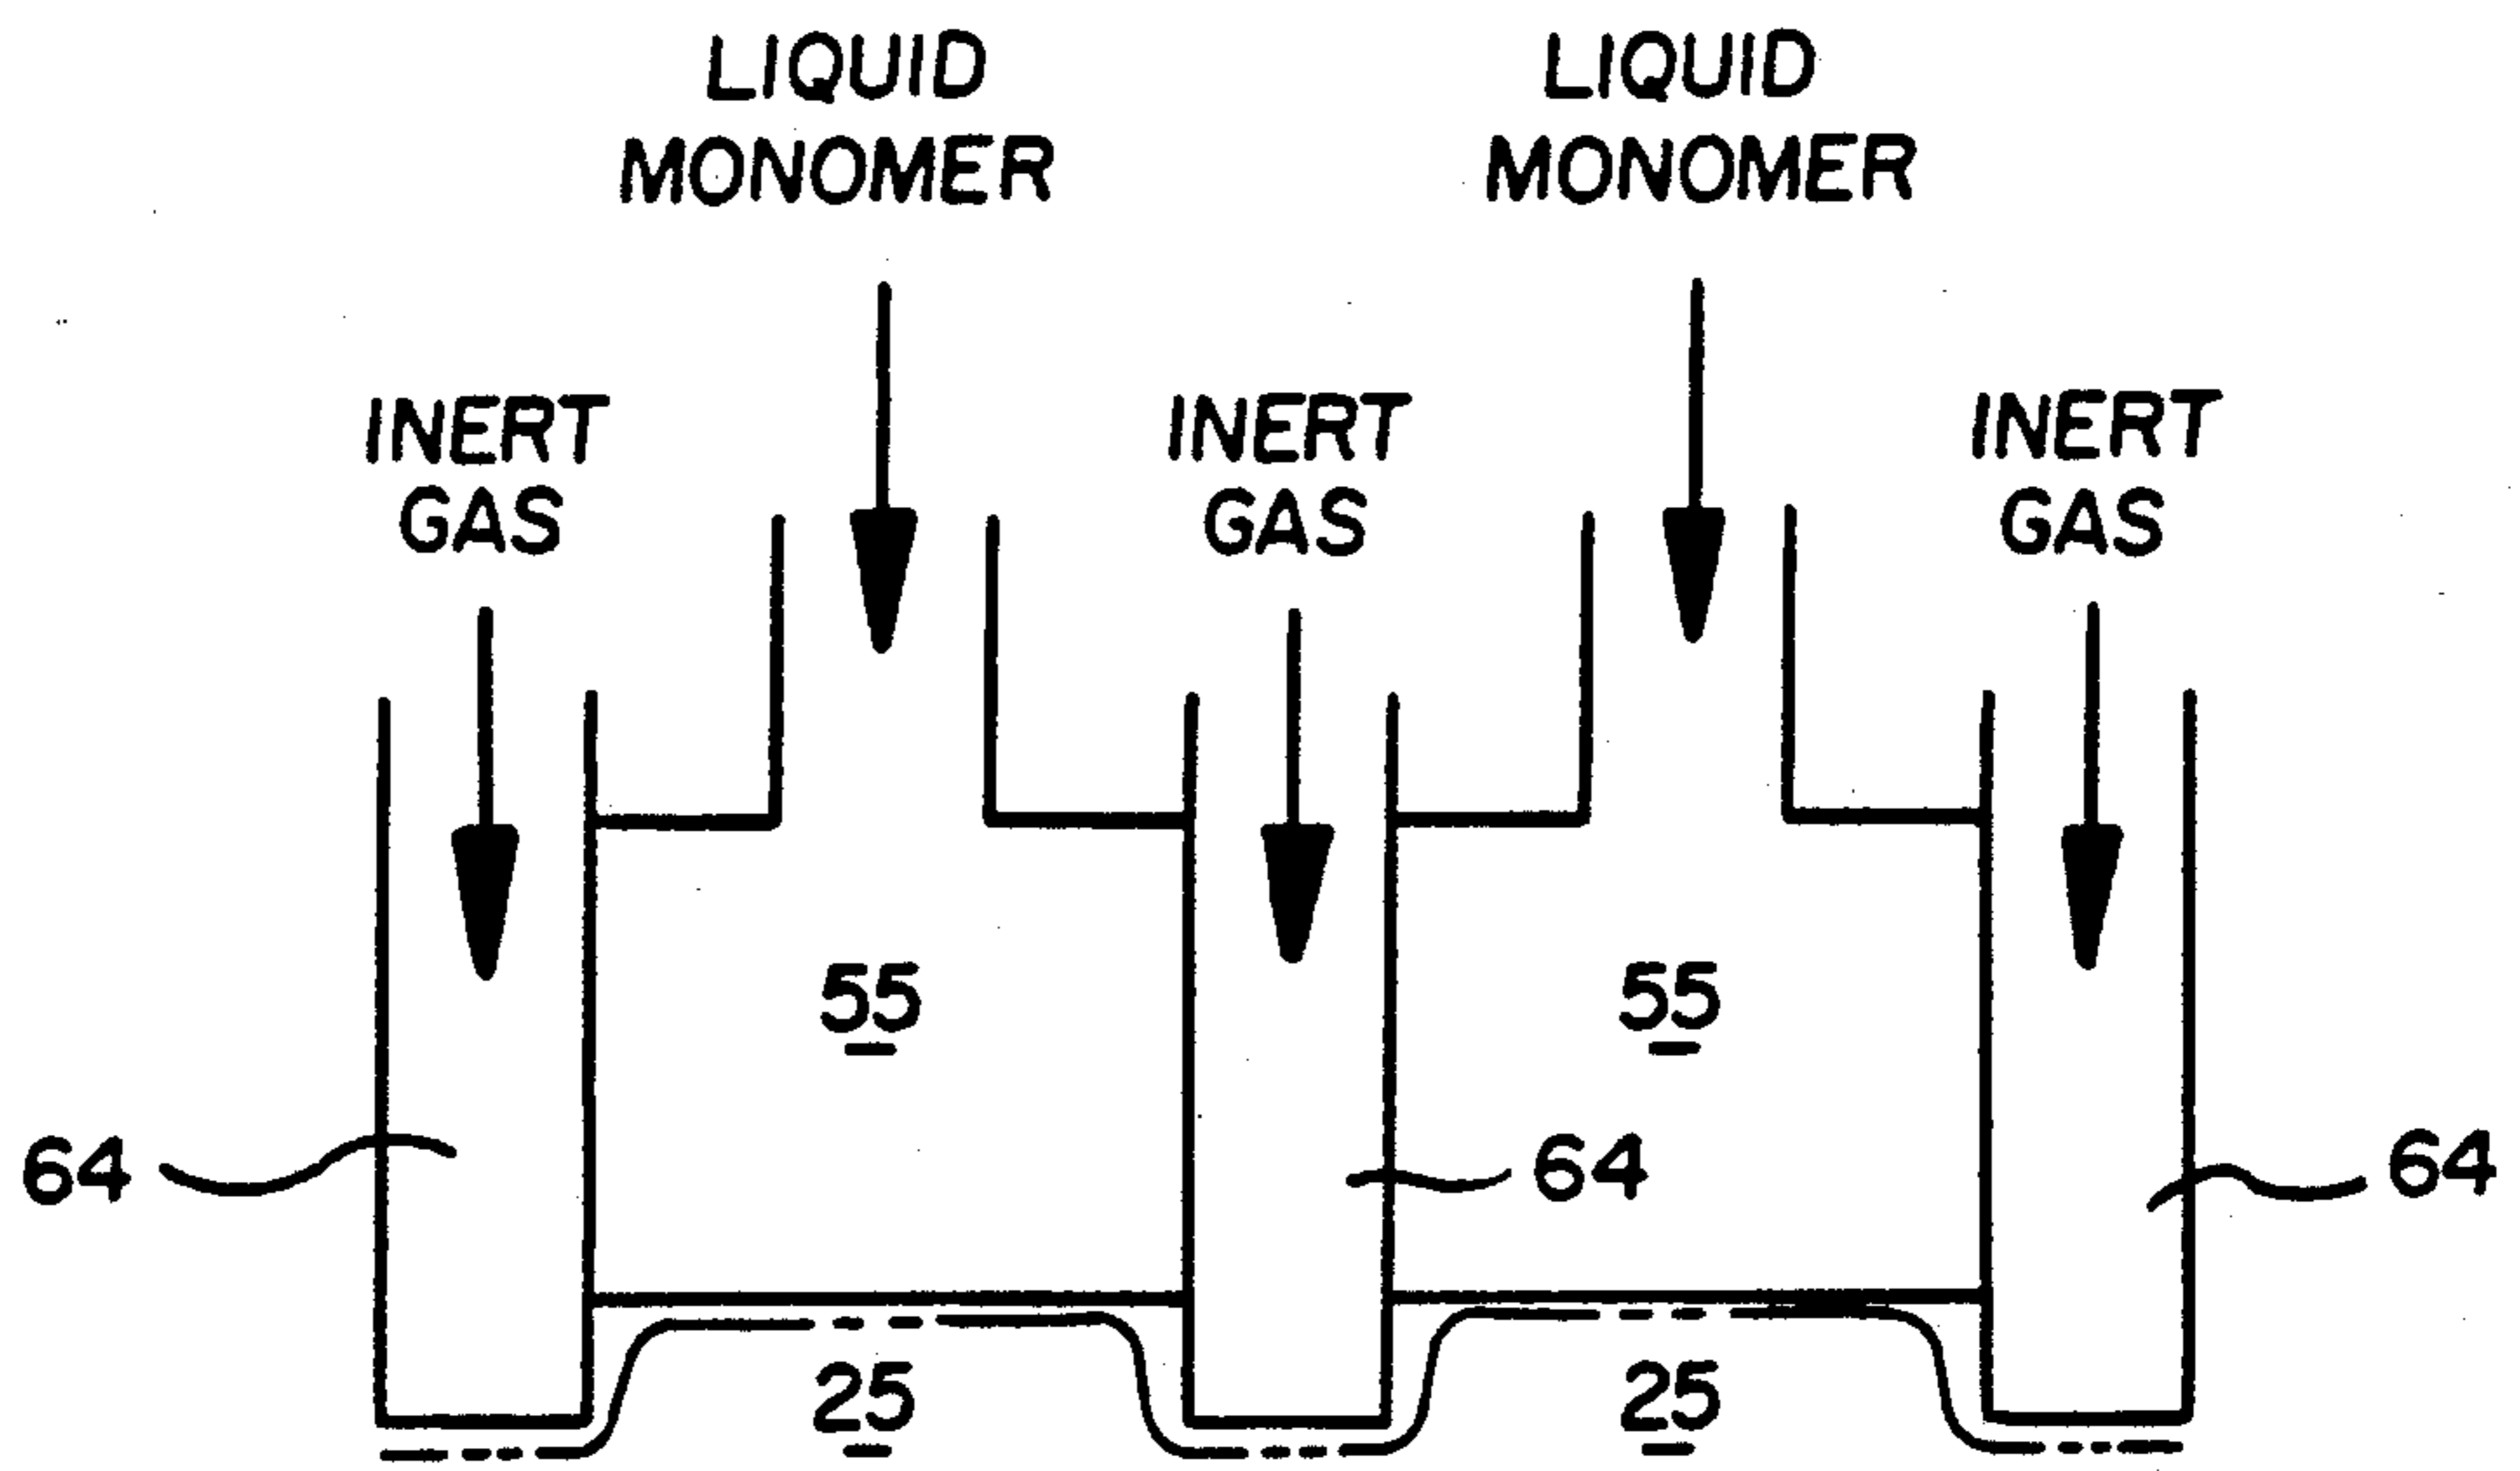 LIQUID
MONOMER
LIQUID
MONOMER
INERT
GAS
INERT
GAS
INERT
GAS
55
55
64
64
64
25
25